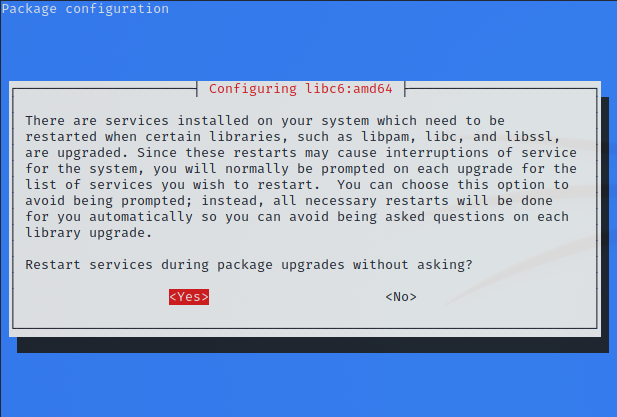 Package configuration
Configuring libc6:amd64
There are services installed on your system which need to be
restarted when certain libraries, such as libpam, libc, and libssl,
are upgraded. Since these restarts may cause interruptions of service
for the system, you will normally be prompted on each upgrade for the
list of services you wish to restart.  You can choose this option to
avoid being prompted; instead, all necessary restarts will be done
for you automatically so you can avoid being asked questions on each
library upgrade.
Restart services during package upgrades without asking?
<Yes> <No>